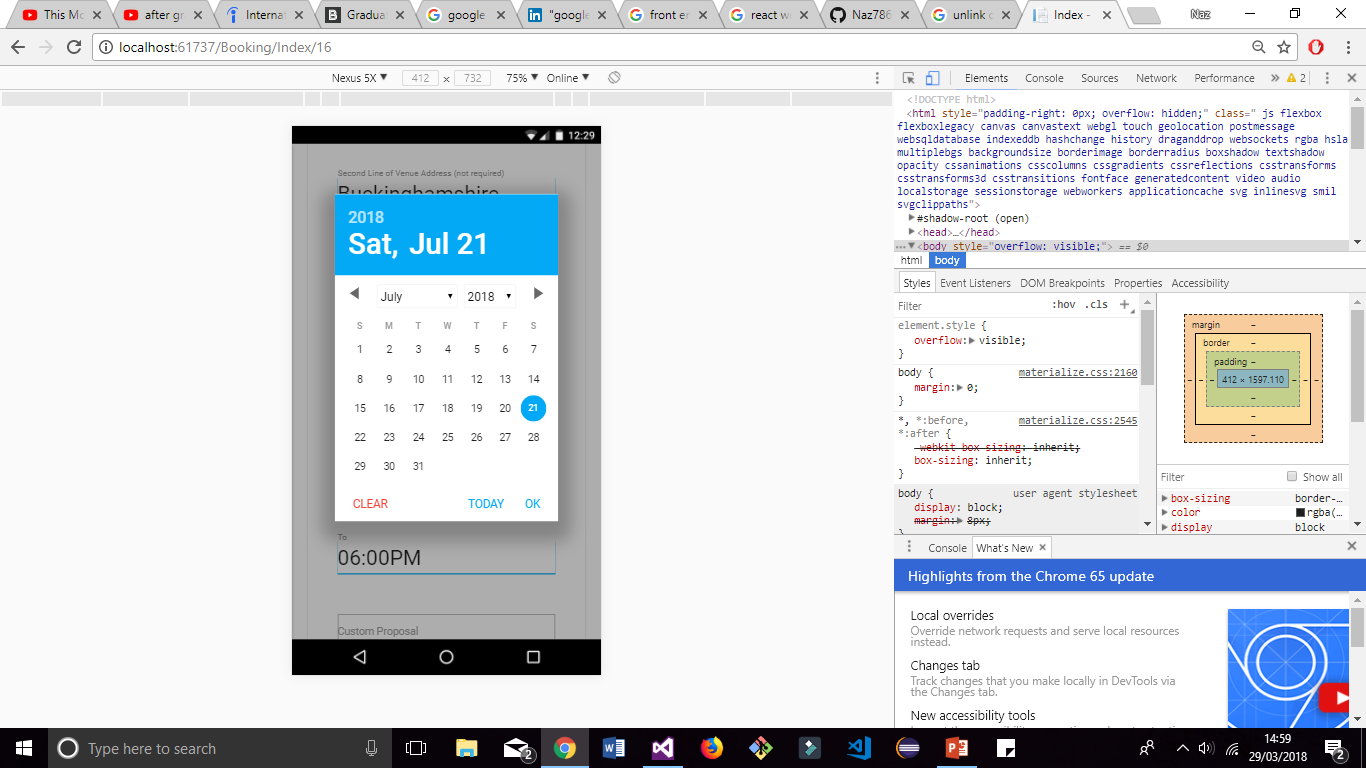 This Mo
after gr
Internat
Gradua
google
"google
front er
react w
Naz786
unlink c
Index -
Naz
localhost:61737/Booking/Index/16
Nexus 5X 412 x 732 75% Online
Elements Console Sources Network Performance 2
<!DOCTYPE html>
<html style="padding-right: 0px; overflow: hidden;" class=" js flexbox
flexboxlegacy canvas canvastext webgl touch geolocation postmessage
websqldatabase indexeddb hashchange history draganddrop websockets rgba hsla
multiplebgs backgroundsize borderimage borderradius boxshadow textshadow
opacity cssanimations csscolumns cssgradients cssreflections csstransforms
csstransforms3d csstransitions fontface generatedcontent video audio
localstorage sessionstorage webworkers applicationcache svg inlinesvg smil
svgclippaths">
#shadow-root (open)
<head>…</head>
<body style="overflow: visible;"> == $0
html body
Styles Event Listeners DOM Breakpoints Properties Accessibility
Filter :hov .cls +
element.style {
overflow: visible;
}
body { materialize.css:2160
margin: 0;
}
*, *:before, materialize.css:2545
*:after {
-webkit-box-sizing: inherit;
box-sizing: inherit;
}
body { user agent stylesheet
display: block;
margin: 8px;
}
margin –
border –
padding –
– – – 412 × 1597.110 – – –
–
–
–
Filter Show all
box-sizing border-…
color rgba(…
display block
Console What's New
Highlights from the Chrome 65 update
Local overrides
Override network requests and serve local resources
instead.
Changes tab
Track changes that you make locally in DevTools via
the Changes tab.
New accessibility tools
12:29
Second Line of Venue Address (not required)
Buckinghamshire
2018
Sat, Jul 21
July 2018
S M T W T F S
1 2 3 4 5 6 7
8 9 10 11 12 13 14
15 16 17 18 19 20 21
22 23 24 25 26 27 28
29 30 31
CLEAR TODAY OK
To
06:00PM
Custom Proposal
Type here to search
2
14:59
29/03/2018
2